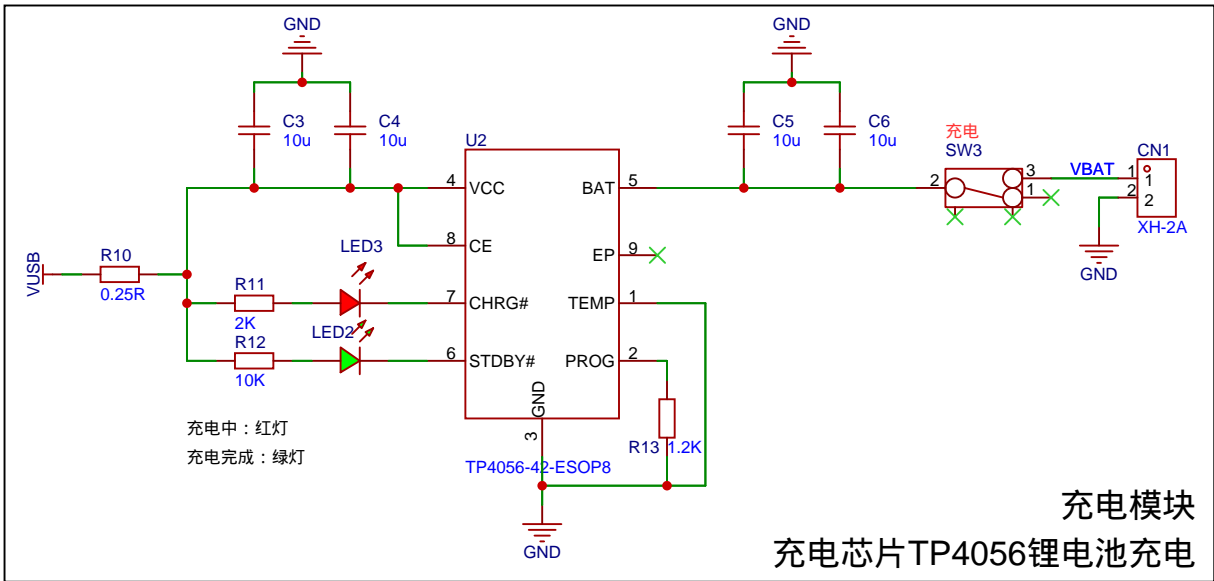 GND
GND
C3
10u
C4
10u
C5
10u
C6
10u
充电
SW3
U2
CN1
4
VCC
BAT
5
2
3
1
VBAT
1
2
1
2
XH-2A
GND
8
CE
EP
9
VUSB
R10
0.25R
LED3
R11
2K
7
CHRG#
TEMP
1
LED2
R12
10K
6
STDBY#
PROG
2
GND
3
R13
1.2K
充电中：红灯
充电完成：绿灯
TP4056-42-ESOP8
GND
充电模块
充电芯片TP4056锂电池充电